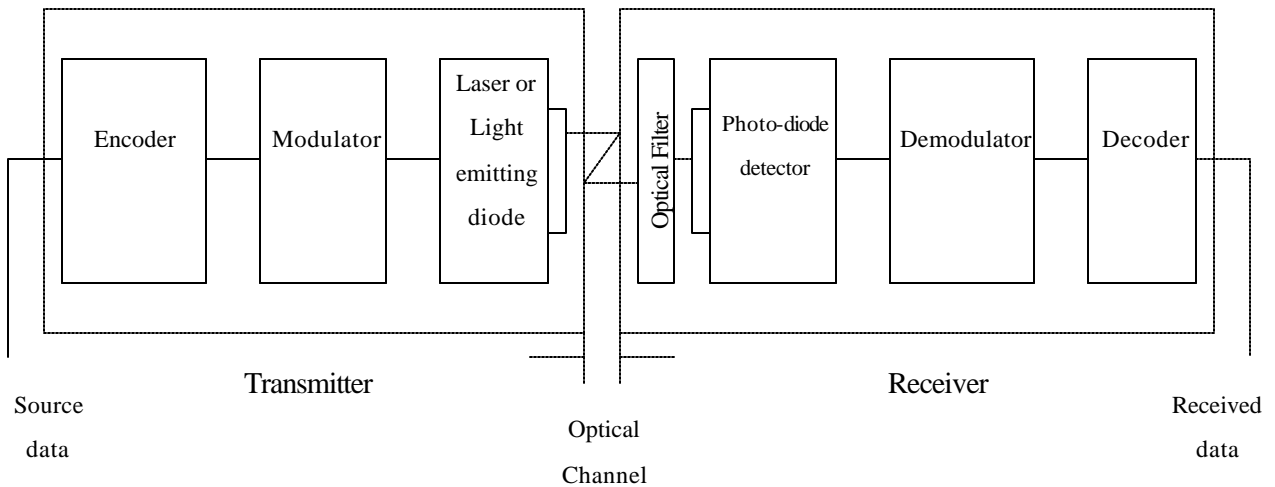 Encoder
Modulator
Laser or
Light
emitting
diode
Optical Filter
Photo-diode
detector
Demodulator
Decoder
Transmitter
Receiver
Source
data
Optical
Channel
Received
data